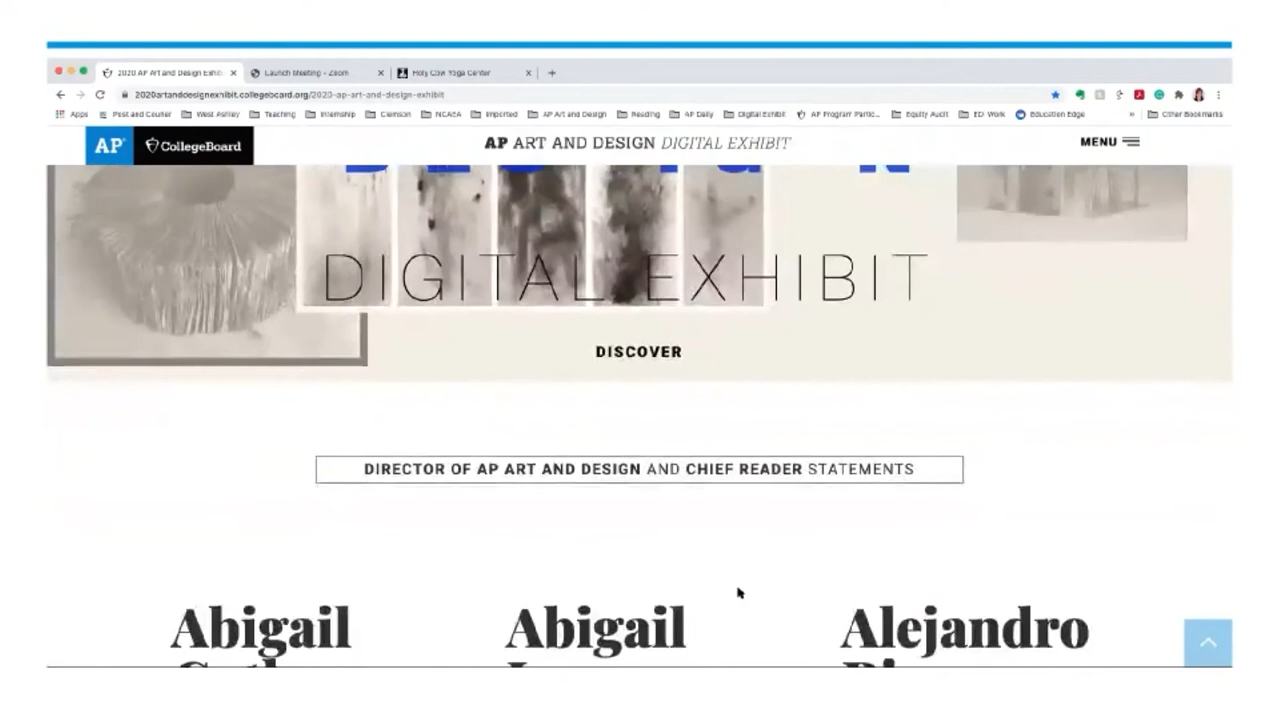 2020 AP Art and Design Exhib
Launch Meeting - Zoom
Holy Cow Yoga Center
2020artanddesignexhibit.collegeboard.org/2020-ap-art-and-design-exhibit
Apps Post and Courier West Ashley Teaching Internship Clemson NCAEA Imported AP Art and Design Reading AP Daily Digital Exhibit AP Program Partic... Equity Audit ED Work Education Edge » Other Bookmarks
AP CollegeBoard
AP ART AND DESIGN DIGITAL EXHIBIT
MENU
DIGITAL EXHIBIT
DISCOVER
DIRECTOR OF AP ART AND DESIGN AND CHIEF READER STATEMENTS
Abigail Abigail Alejandro